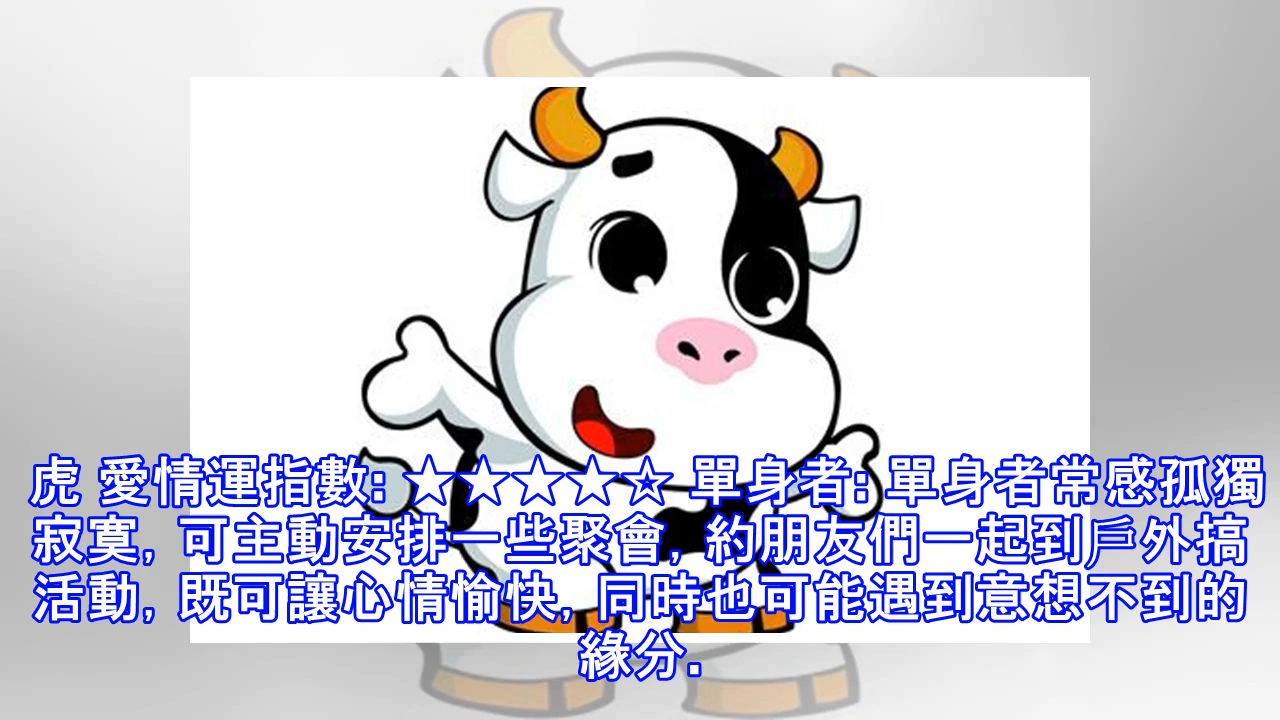 虎 愛情運指數: ★★★★☆ 單身者: 單身者常感孤獨
寂寞, 可主動安排一些聚會, 約朋友們一起到戶外搞
活動, 既可讓心情愉快, 同時也可能遇到意想不到的
緣分.